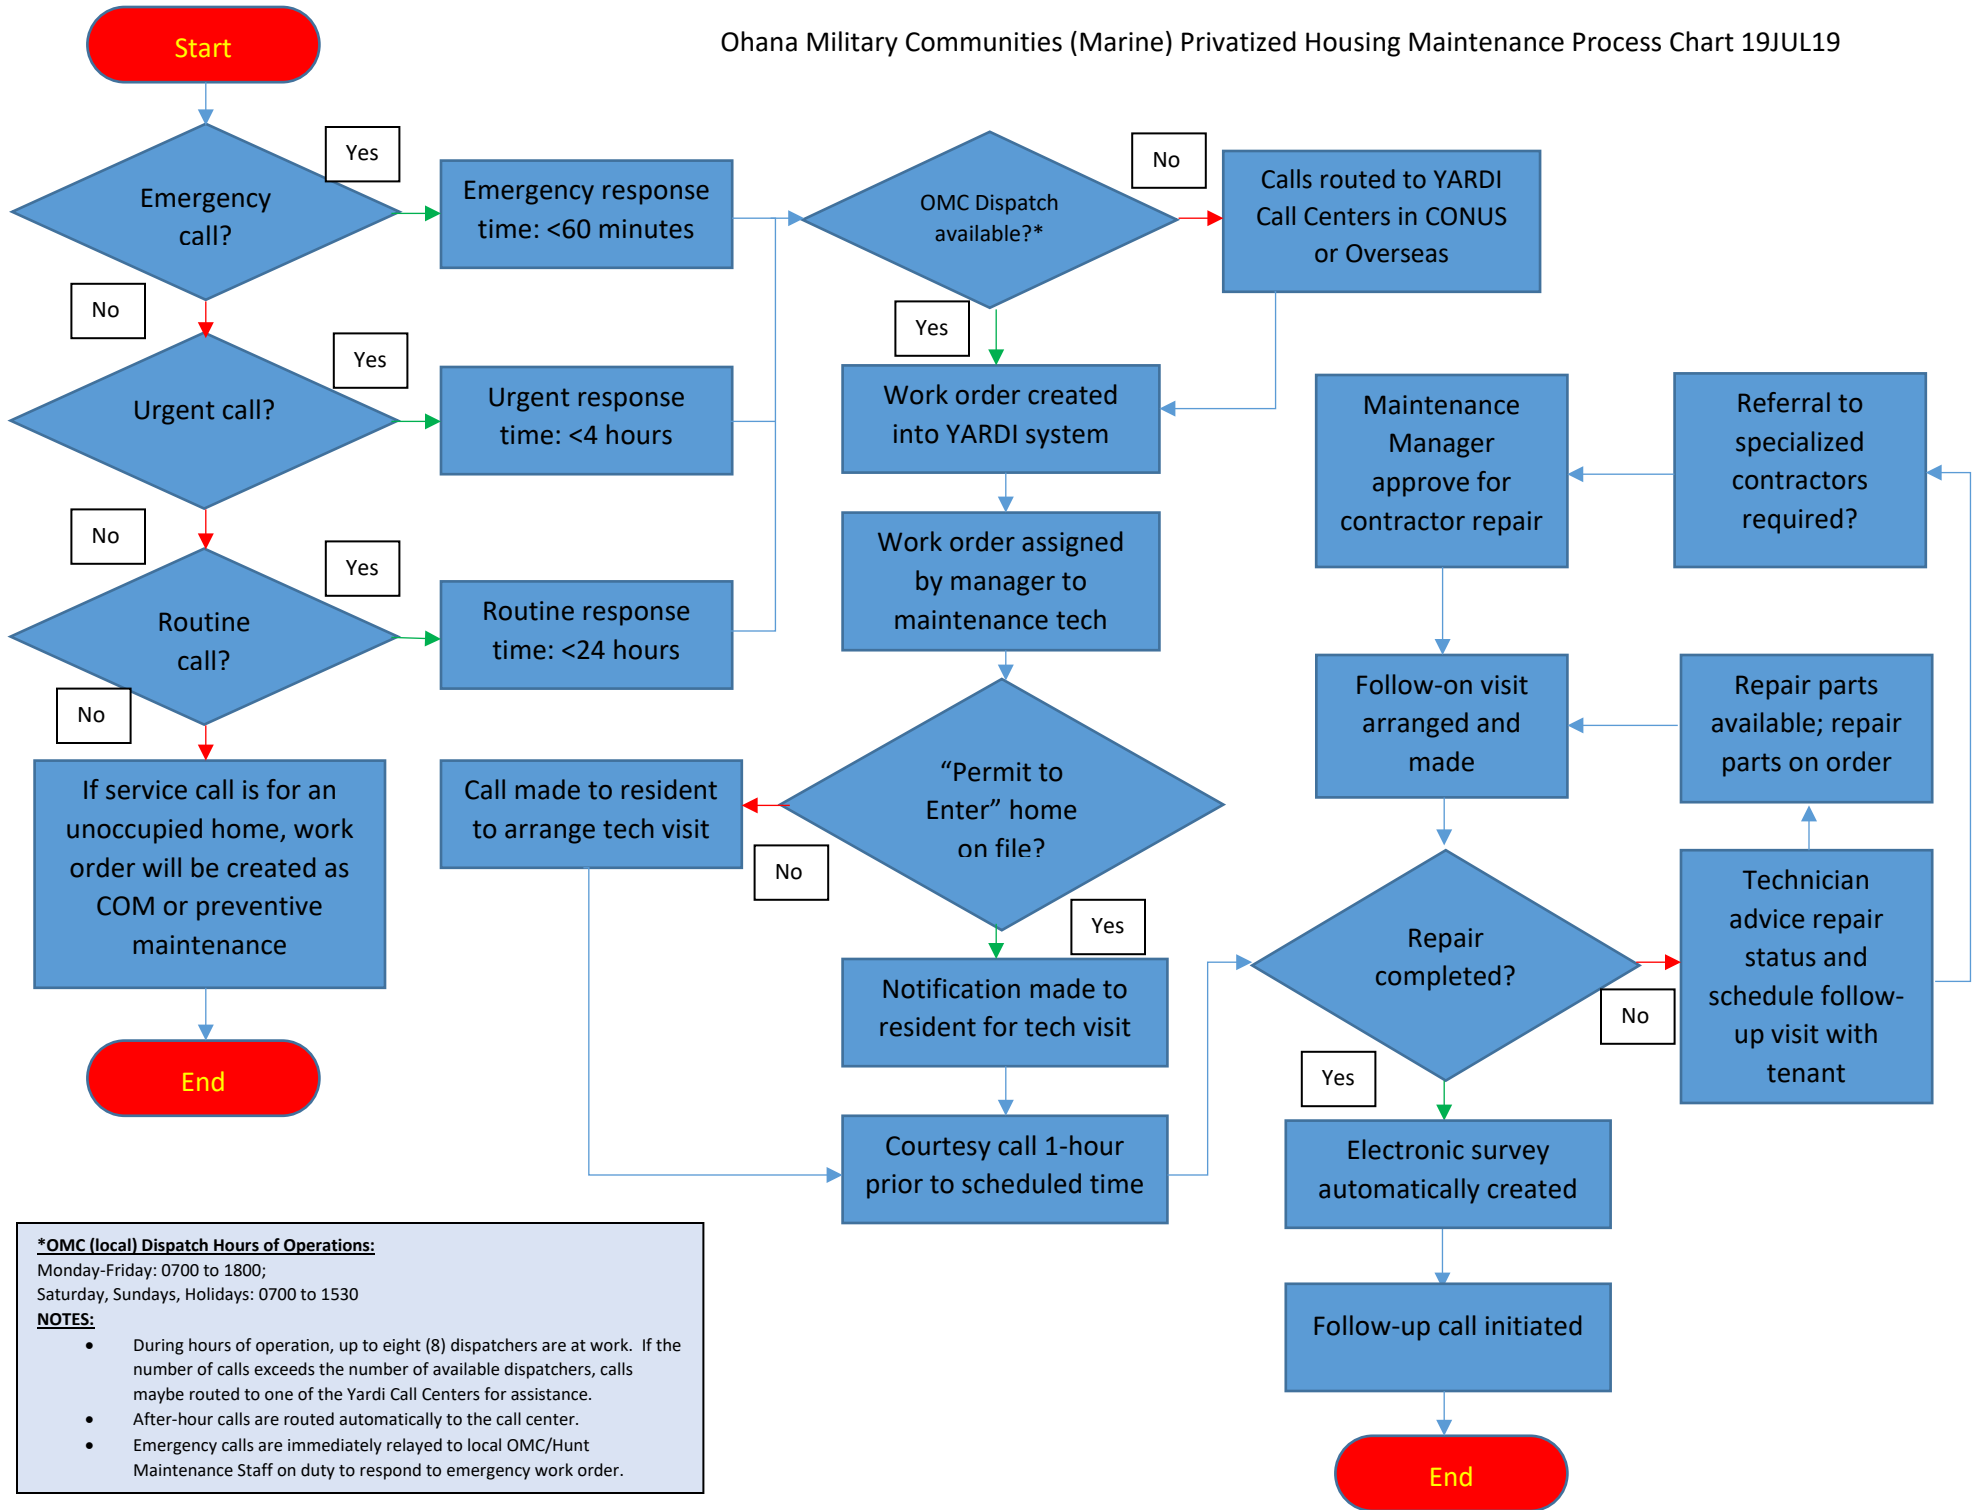 Ohana Military Communities (Marine) Privatized Housing Maintenance Process Chart 19JUL19
Start
Emergency
call?
Yes
No
Emergency response
time: <60 minutes
Urgent call?
Yes
No
Urgent response
time: <4 hours
Routine
call?
Yes
No
Routine response
time: <24 hours
If service call is for an
unoccupied home, work
order will be created as
COM or preventive
maintenance
End
OMC Dispatch
available?*
No
Yes
Calls routed to YARDI
Call Centers in CONUS
or Overseas
Work order created
into YARDI system
Work order assigned
by manager to
maintenance tech
“Permit to
Enter” home
on file?
No
Yes
Call made to resident
to arrange tech visit
Notification made to
resident for tech visit
Courtesy call 1-hour
prior to scheduled time
Maintenance
Manager
approve for
contractor repair
Referral to
specialized
contractors
required?
Follow-on visit
arranged and
made
Repair parts
available; repair
parts on order
Repair
completed?
No
Yes
Technician
advice repair
status and
schedule follow-
up visit with
tenant
Electronic survey
automatically created
Follow-up call initiated
End
*OMC (local) Dispatch Hours of Operations:
Monday-Friday: 0700 to 1800;
Saturday, Sundays, Holidays: 0700 to 1530
NOTES:
• During hours of operation, up to eight (8) dispatchers are at work. If the
number of calls exceeds the number of available dispatchers, calls
maybe routed to one of the Yardi Call Centers for assistance.
• After-hour calls are routed automatically to the call center.
• Emergency calls are immediately relayed to local OMC/Hunt
Maintenance Staff on duty to respond to emergency work order.